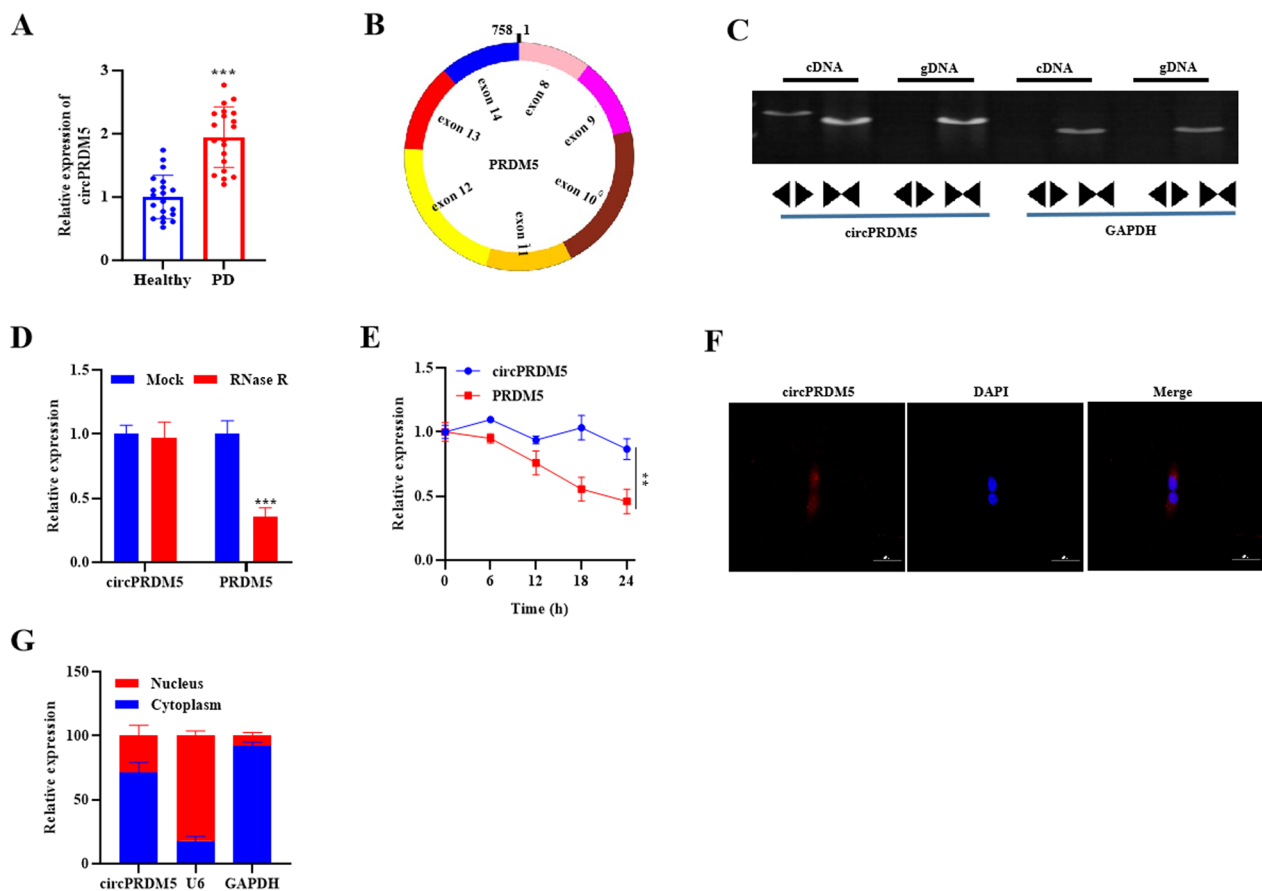 A
***
Relative expression of
circPRDM5
3
2
1
0
Healthy
PD
B
758
1
exon 8
exon 9
exon 10
exon 11
exon 12
exon 13
exon 14
PRDM5
C
cDNA
gDNA
cDNA
gDNA
circPRDM5
GAPDH
D
Relative expression
1.5
1.0
0.5
0.0
Mock
RNase R
***
circPRDM5
PRDM5
E
Relative expression
1.5
1.0
0.5
0.0
circPRDM5
PRDM5
**
0
6
12
18
24
Time (h)
F
circPRDM5
DAPI
Merge
G
Relative expression
150
100
50
0
Nucleus
Cytoplasm
circPRDM5
U6
GAPDH